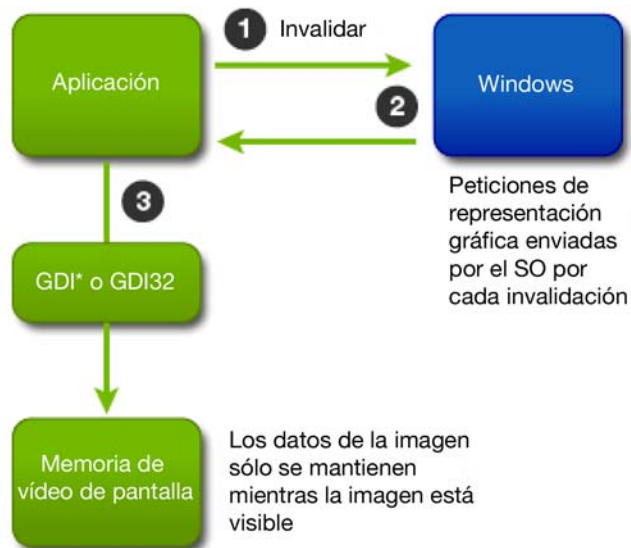 1 Invalidar
Aplicación
Windows
2
Peticiones de
representación
gráfica enviadas
por el SO por
cada invalidación
3
GDI* o GDI32
Memoria de
vídeo de pantalla
Los datos de la imagen
sólo se mantienen
mientras la imagen está
visible